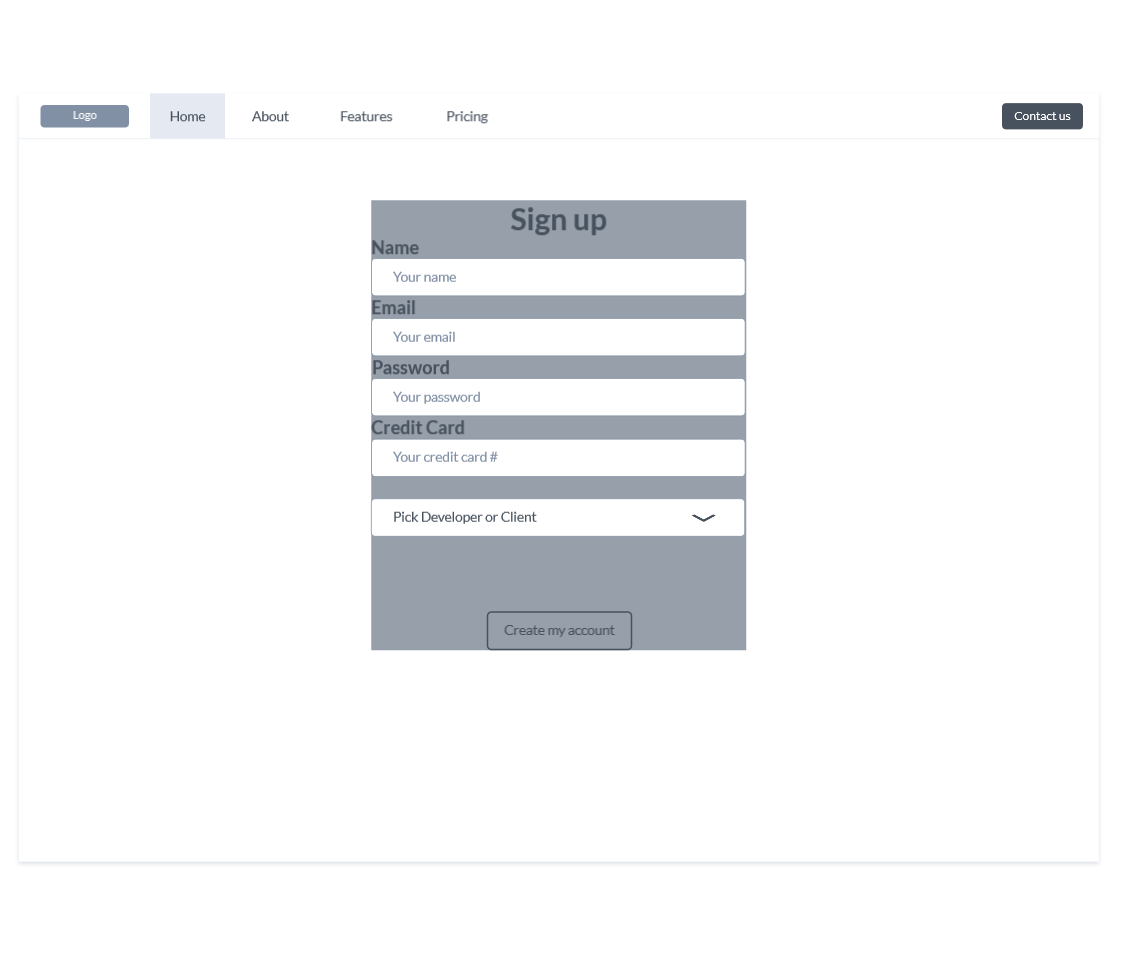 Logo
Home About Features Pricing Contact us
Sign up
Name
Your name
Email
Your email
Password
Your password
Credit Card
Your credit card #
Pick Developer or Client
Create my account